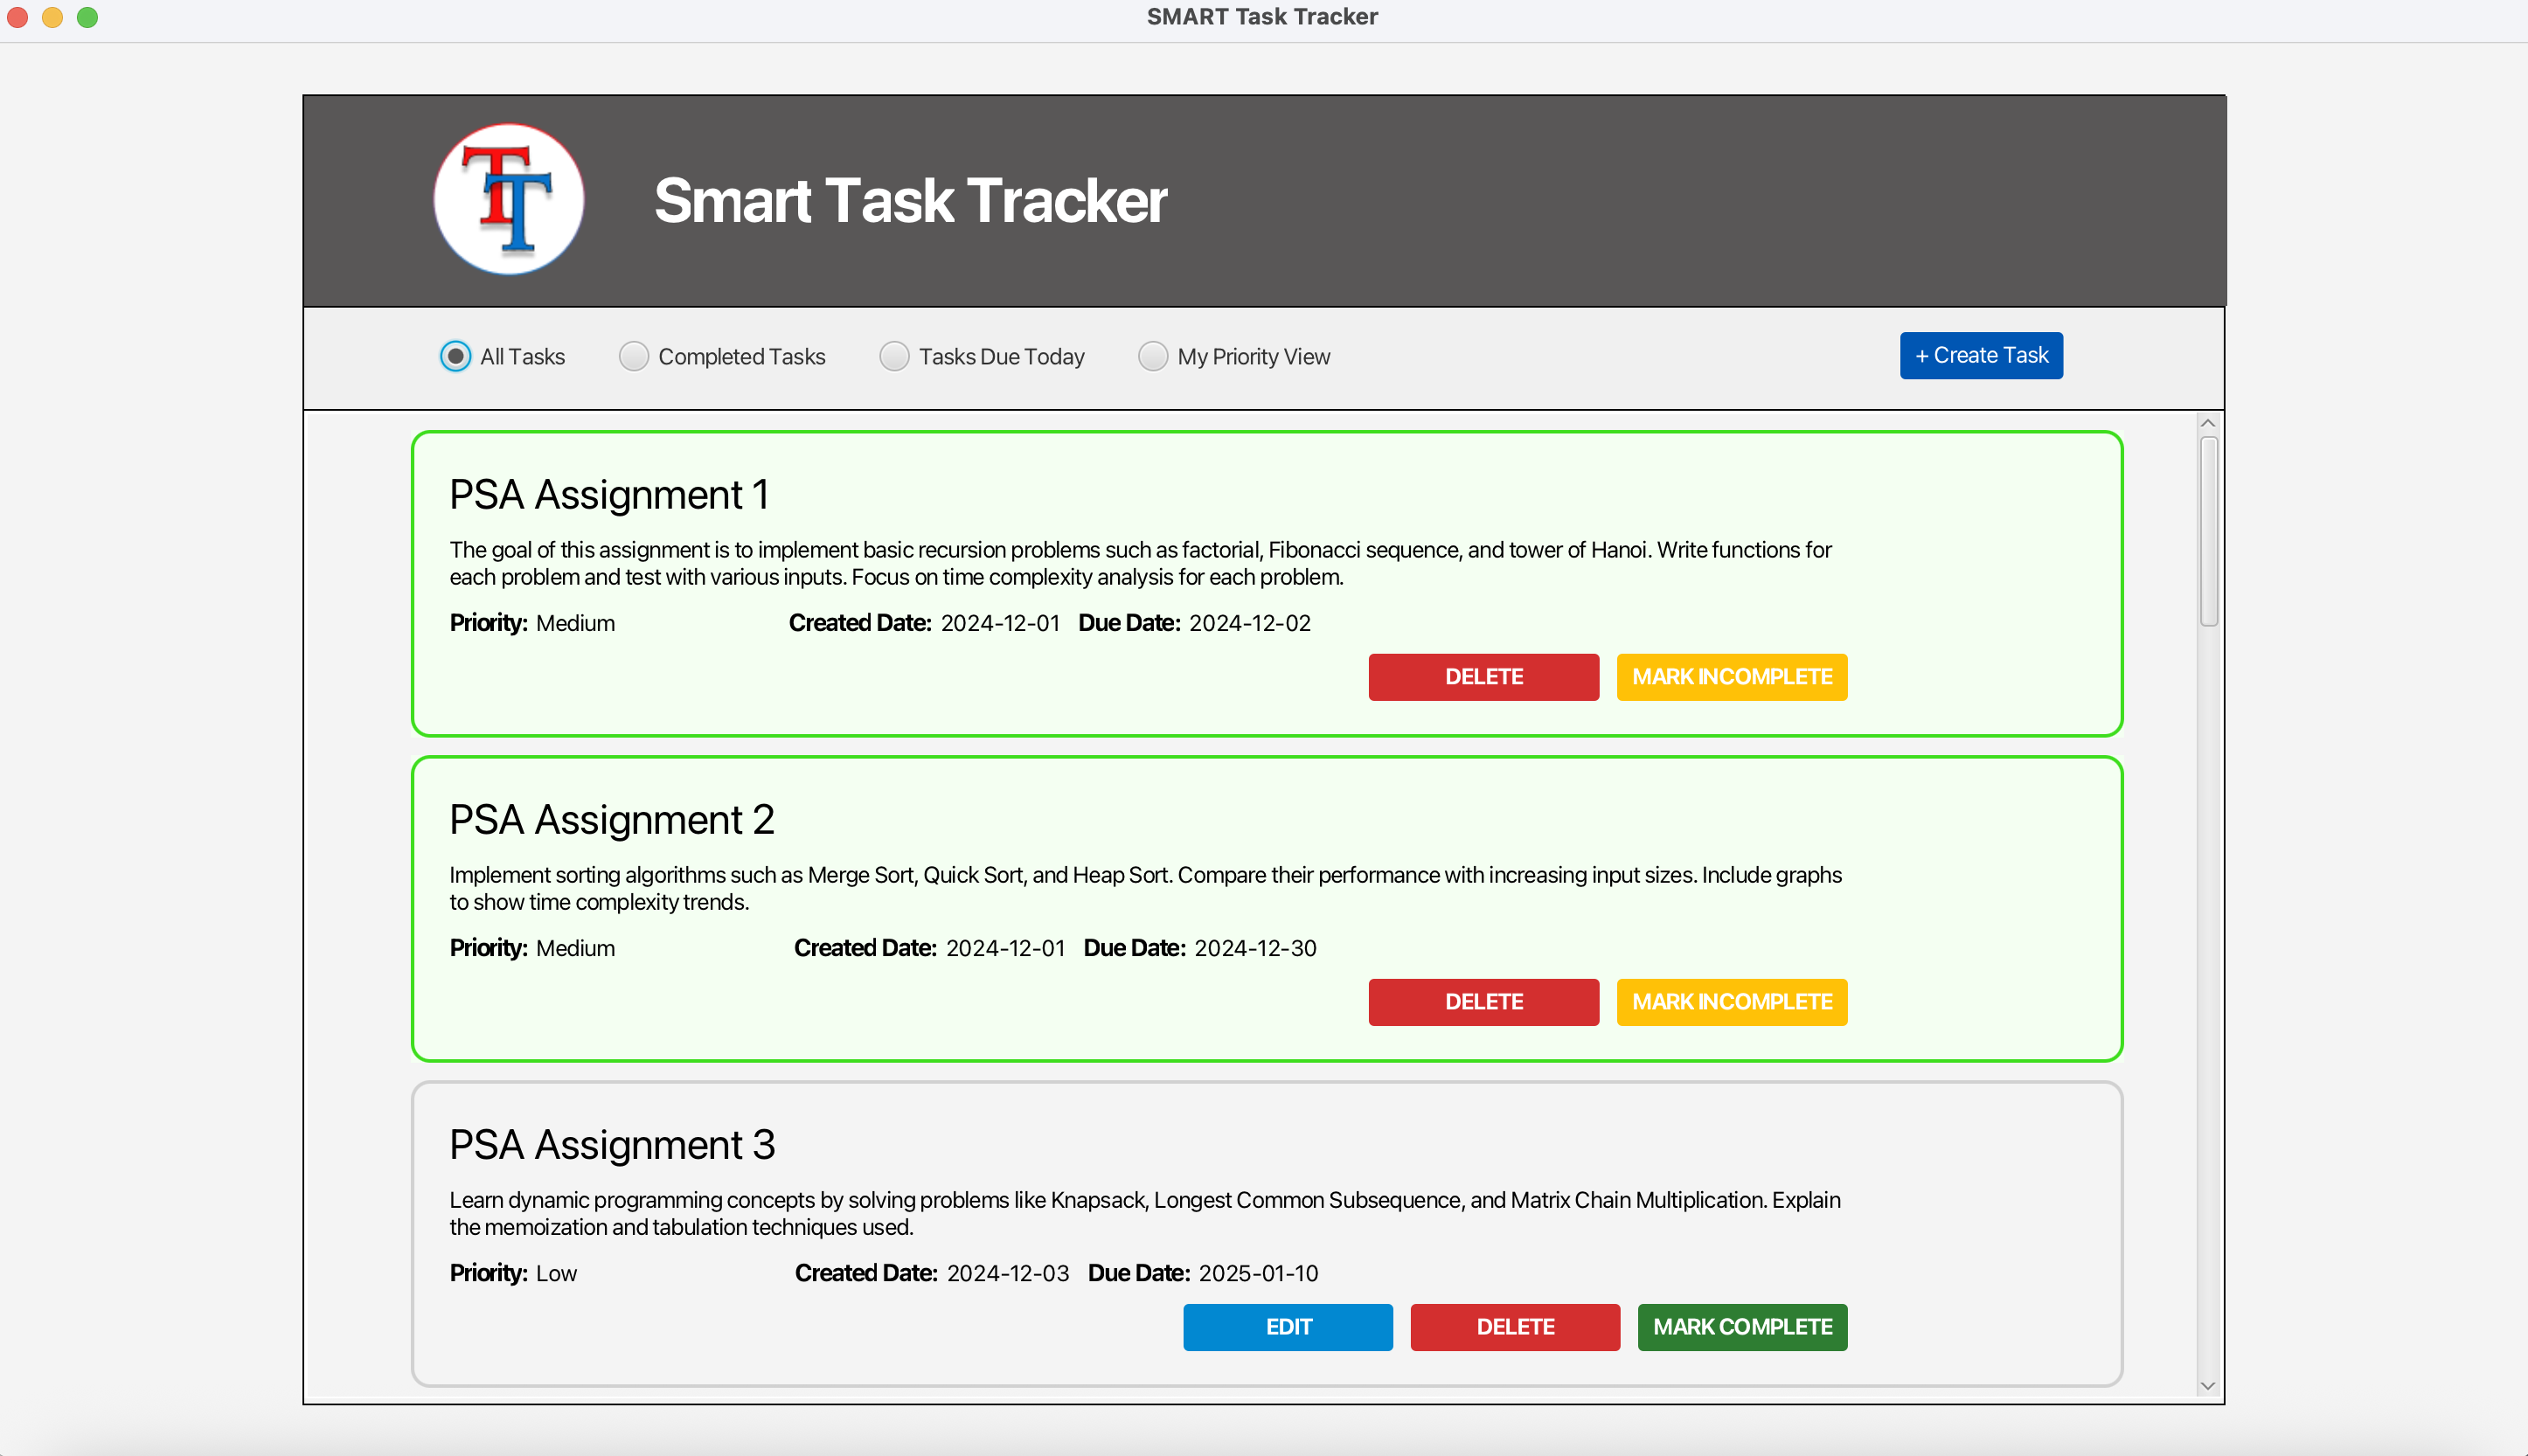 SMART Task Tracker
TT
Smart Task Tracker
All Tasks Completed Tasks Tasks Due Today My Priority View + Create Task
PSA Assignment 1
The goal of this assignment is to implement basic recursion problems such as factorial, Fibonacci sequence, and tower of Hanoi. Write functions for
each problem and test with various inputs. Focus on time complexity analysis for each problem.
Priority: Medium Created Date: 2024-12-01 Due Date: 2024-12-02
DELETE MARK INCOMPLETE
PSA Assignment 2
Implement sorting algorithms such as Merge Sort, Quick Sort, and Heap Sort. Compare their performance with increasing input sizes. Include graphs
to show time complexity trends.
Priority: Medium Created Date: 2024-12-01 Due Date: 2024-12-30
DELETE MARK INCOMPLETE
PSA Assignment 3
Learn dynamic programming concepts by solving problems like Knapsack, Longest Common Subsequence, and Matrix Chain Multiplication. Explain
the memoization and tabulation techniques used.
Priority: Low Created Date: 2024-12-03 Due Date: 2025-01-10
EDIT DELETE MARK COMPLETE